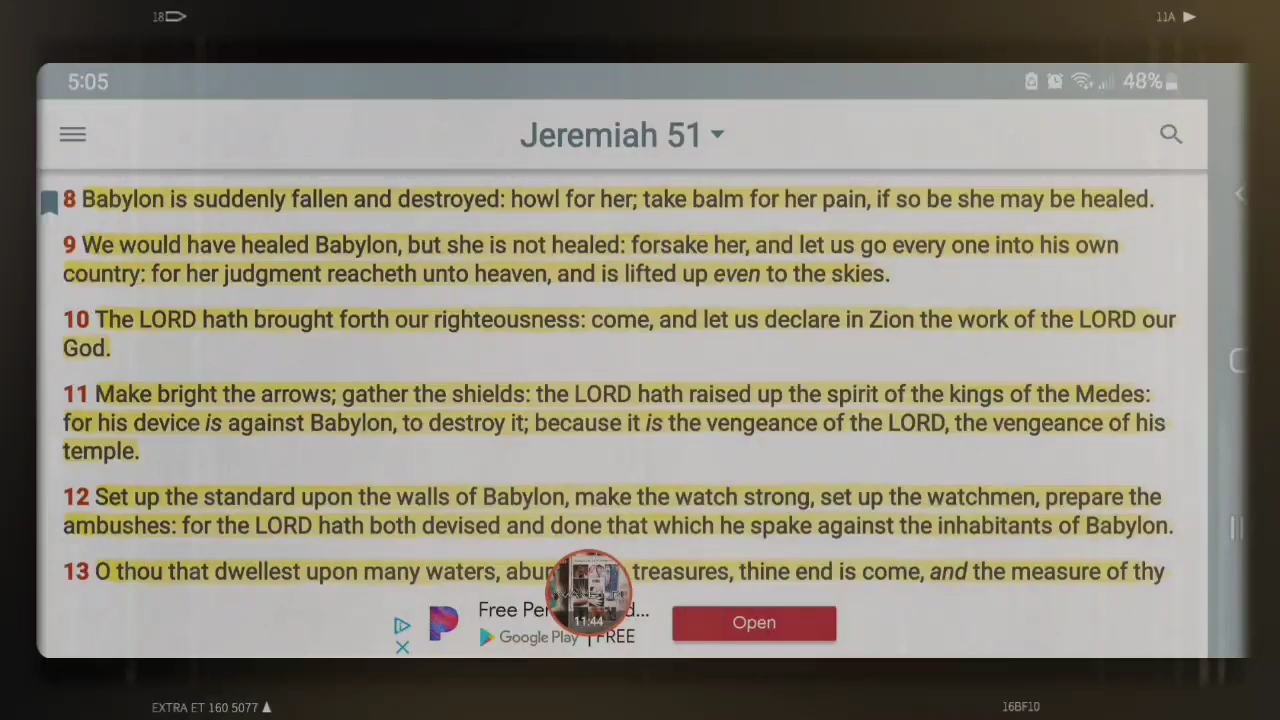 18
11A
5:05
48%
Jeremiah 51
8 Babylon is suddenly fallen and destroyed: howl for her; take balm for her pain, if so be she may be healed.
9 We would have healed Babylon, but she is not healed: forsake her, and let us go every one into his own
country: for her judgment reacheth unto heaven, and is lifted up even to the skies.
10 The LORD hath brought forth our righteousness: come, and let us declare in Zion the work of the LORD our
God.
11 Make bright the arrows; gather the shields: the LORD hath raised up the spirit of the kings of the Medes:
for his device is against Babylon, to destroy it; because it is the vengeance of the LORD, the vengeance of his
temple.
12 Set up the standard upon the walls of Babylon, make the watch strong, set up the watchmen, prepare the
ambushes: for the LORD hath both devised and done that which he spake against the inhabitants of Babylon.
13 O thou that dwellest upon many waters, treasures, thine end is come, and the measure of thy
Free
Google Play FREE
11:44
Open
EXTRA ET 160 5077
16BF10